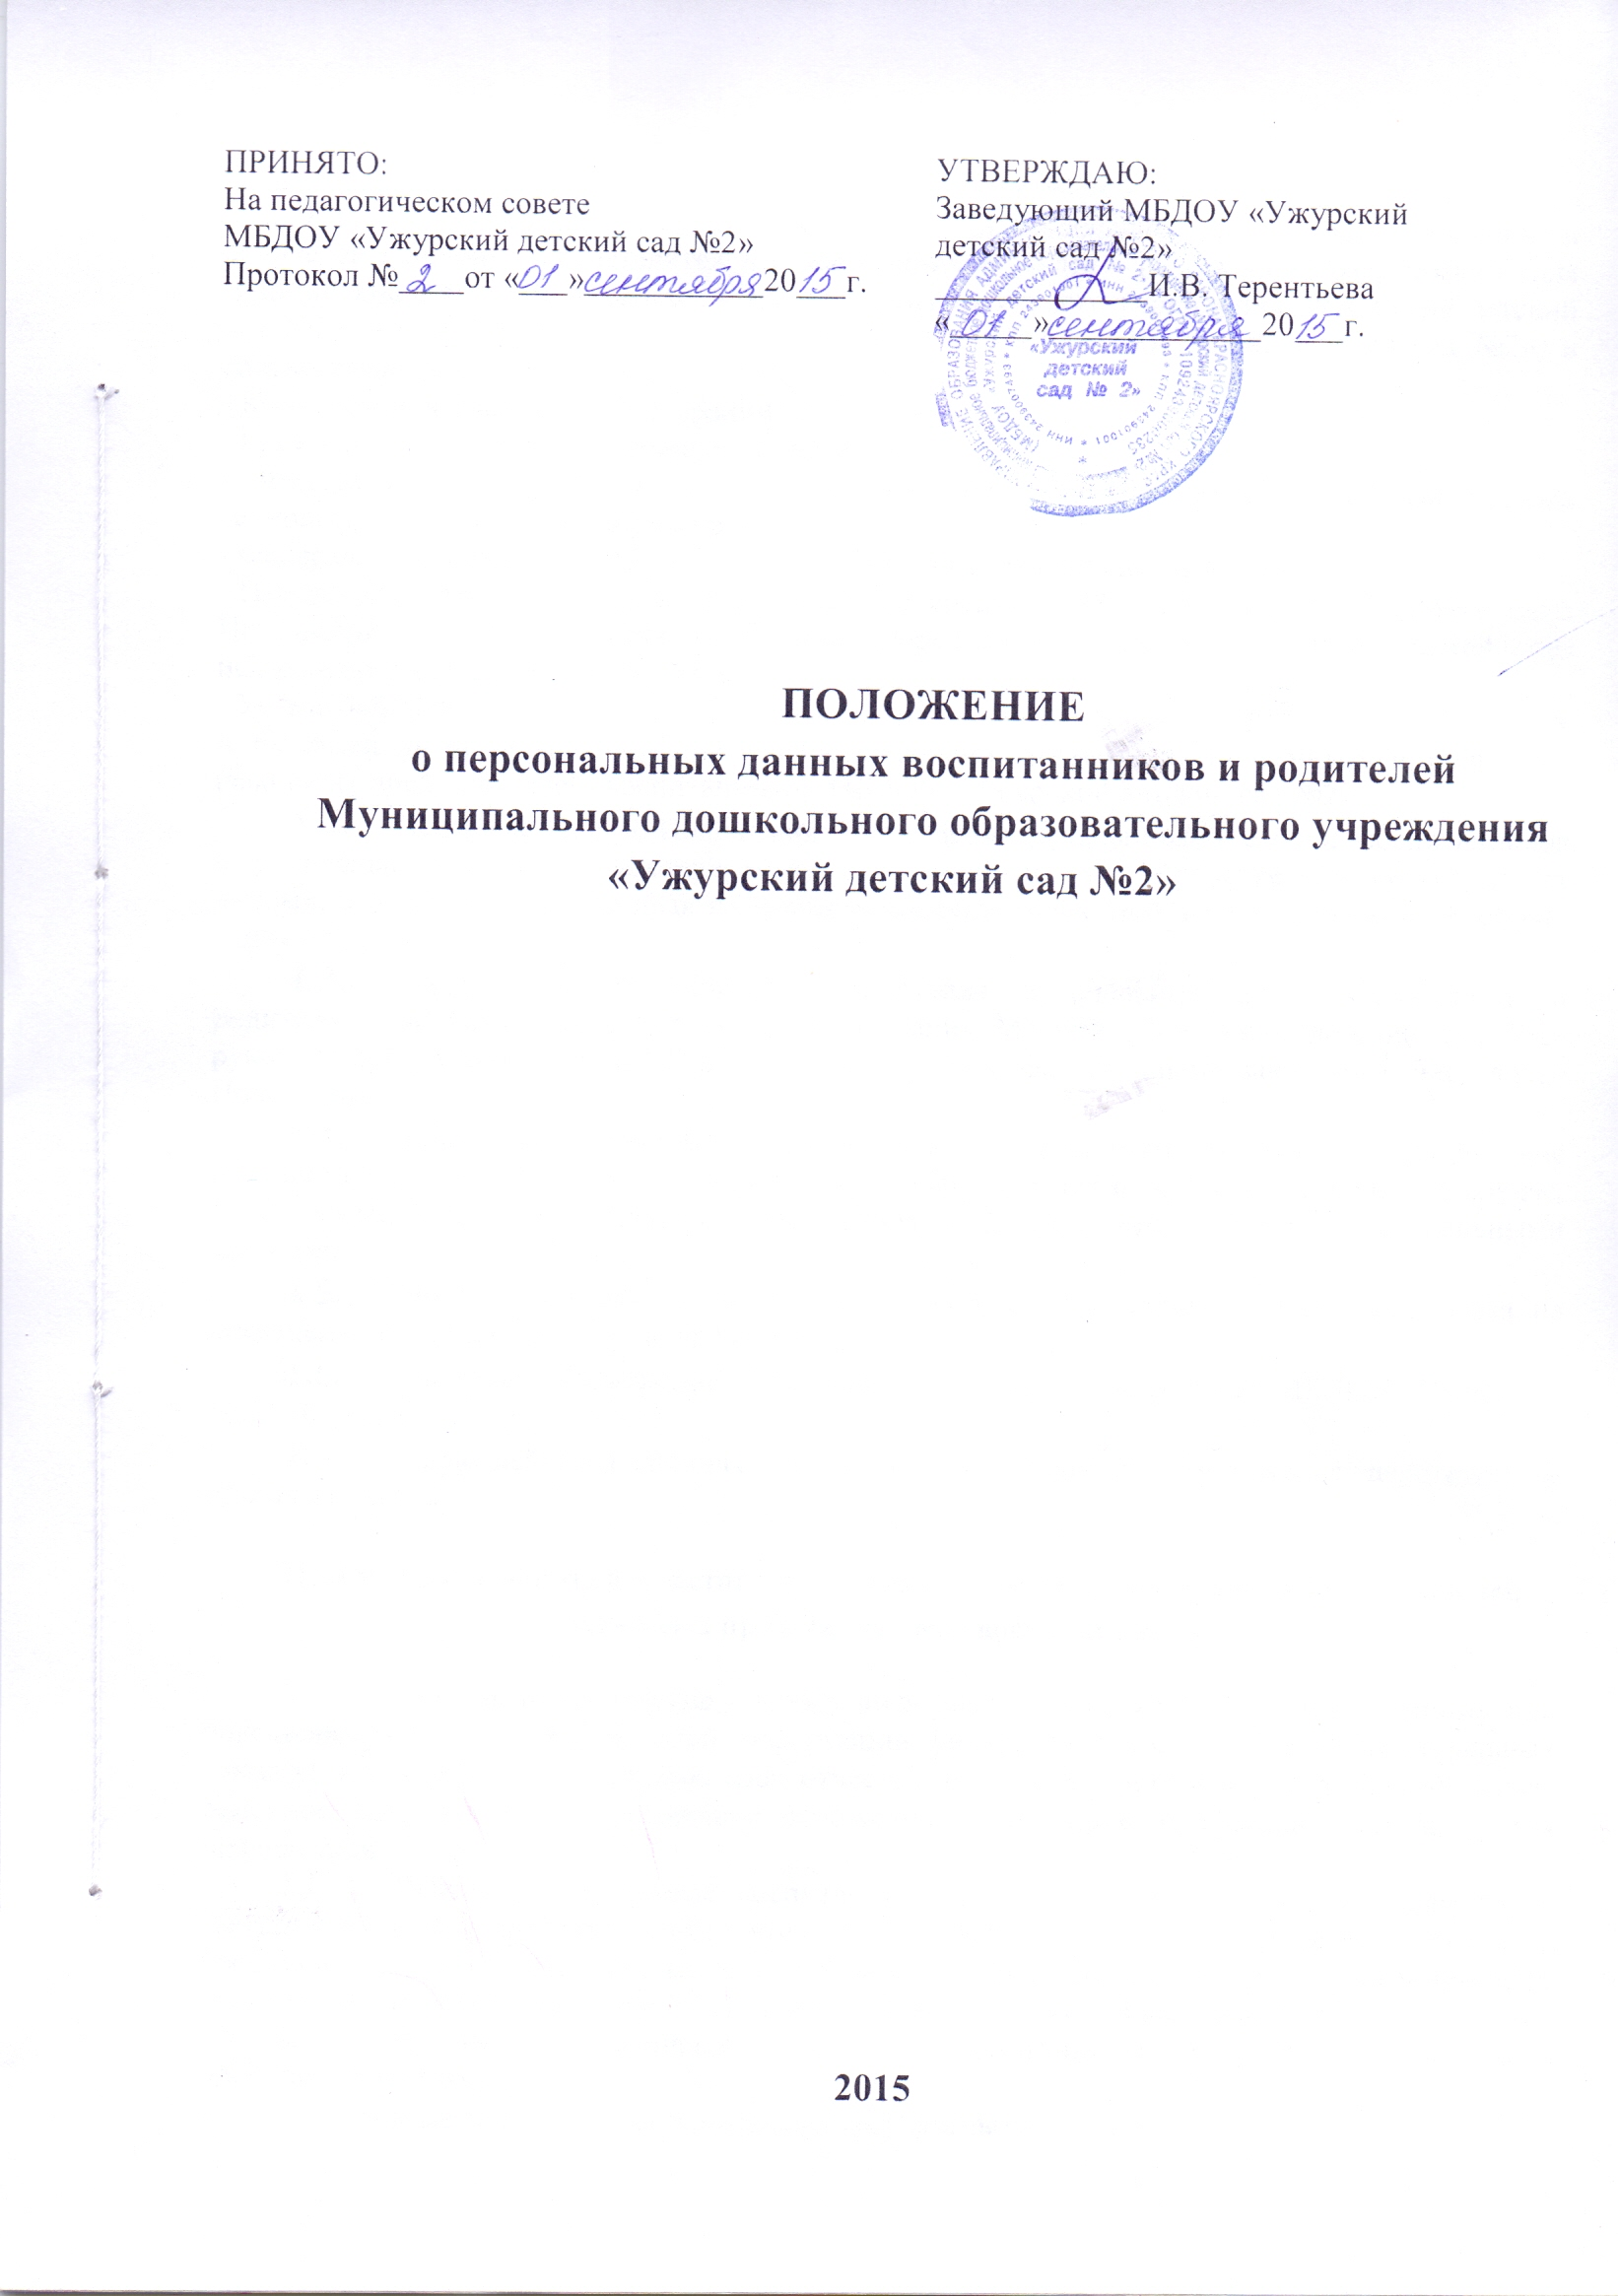 ПРИНЯТО:
На педагогическом совете
МБДОУ «Ужурский детский сад №2»
Протокол № 2 от «01» сентября 2015 г.
УТВЕРЖДАЮ:
Заведующий МБДОУ «Ужурский
детский сад №2»
И.В. Терентьева
«01» сентября 2015 г.
«Ужурский
детский
сад № 2»
ПОЛОЖЕНИЕ
о персональных данных воспитанников и родителей
Муниципального дошкольного образовательного учреждения
«Ужурский детский сад №2»
2015